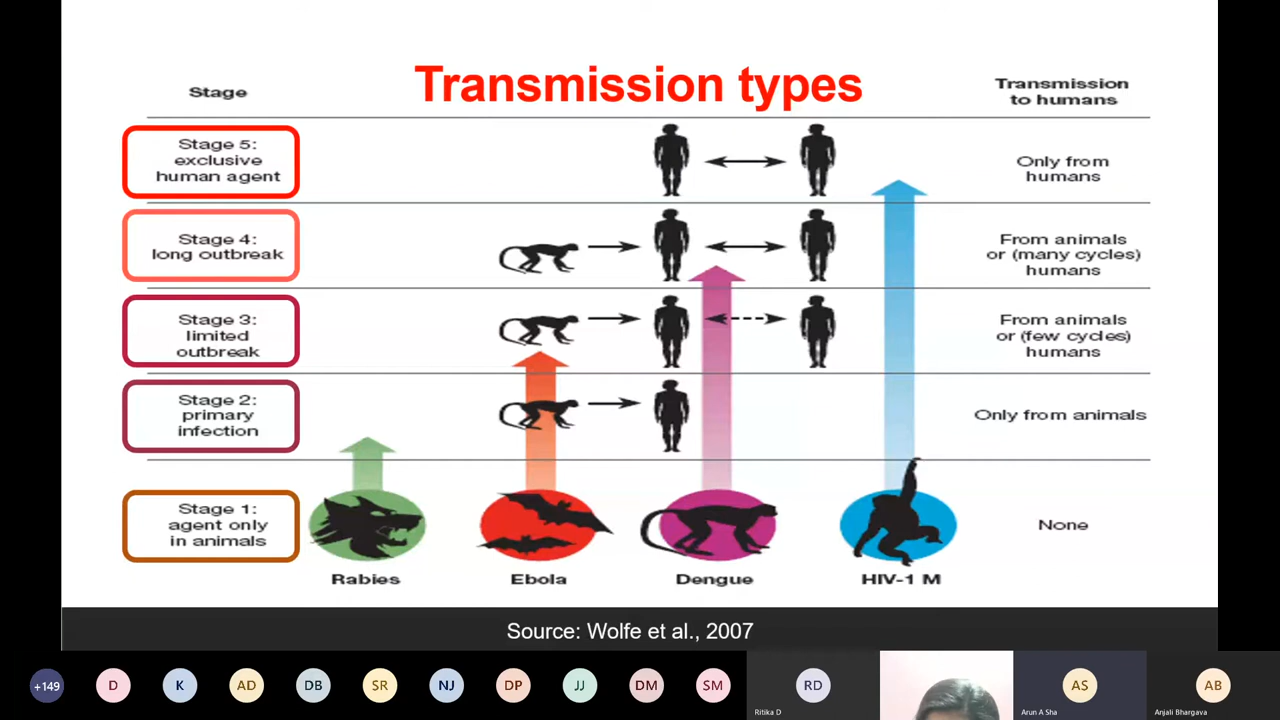 Transmission types
Stage
Transmission
to humans
Stage 5:
exclusive
human agent
Only from
humans
Stage 4:
long outbreak
From animals
or (many cycles)
humans
Stage 3:
limited
outbreak
From animals
or (few cycles)
humans
Stage 2:
primary
infection
Only from animals
Stage 1:
agent only
in animals
None
Rabies
Ebola
Dengue
HIV-1 M
Source: Wolfe et al., 2007
+149
D
K
AD
DB
SR
NJ
DP
JJ
DM
SM
RD
AS
AB
Ritika D
Arun A Sha
Anjali Bhargava